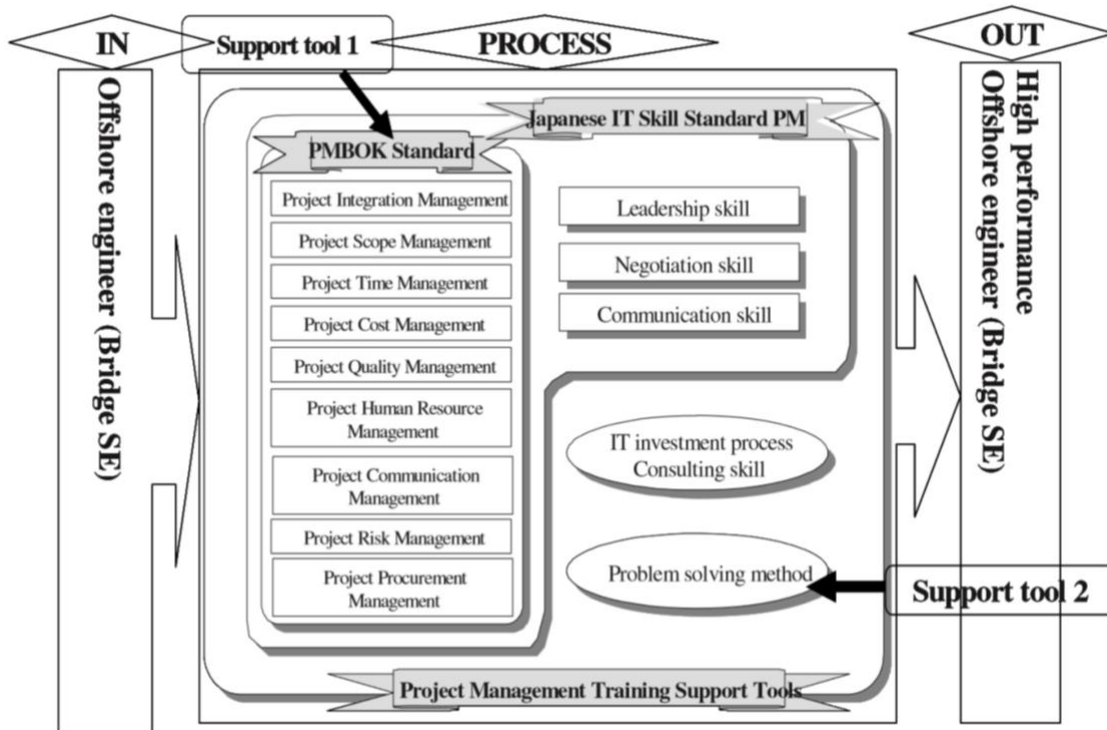 IN
Support tool 1
PROCESS
OUT
Offshore engineer (Bridge SE)
Japanese IT Skill Standard PM
PMBOK Standard
Project Integration Management
Project Scope Management
Project Time Management
Project Cost Management
Project Quality Management
Project Human Resource
Management
Project Communication
Management
Project Risk Management
Project Procurement
Management
Leadership skill
Negotiation skill
Communication skill
IT investment process
Consulting skill
Problem solving method
Support tool 2
Project Management Training Support Tools
High performance
Offshore engineer (Bridge SE)